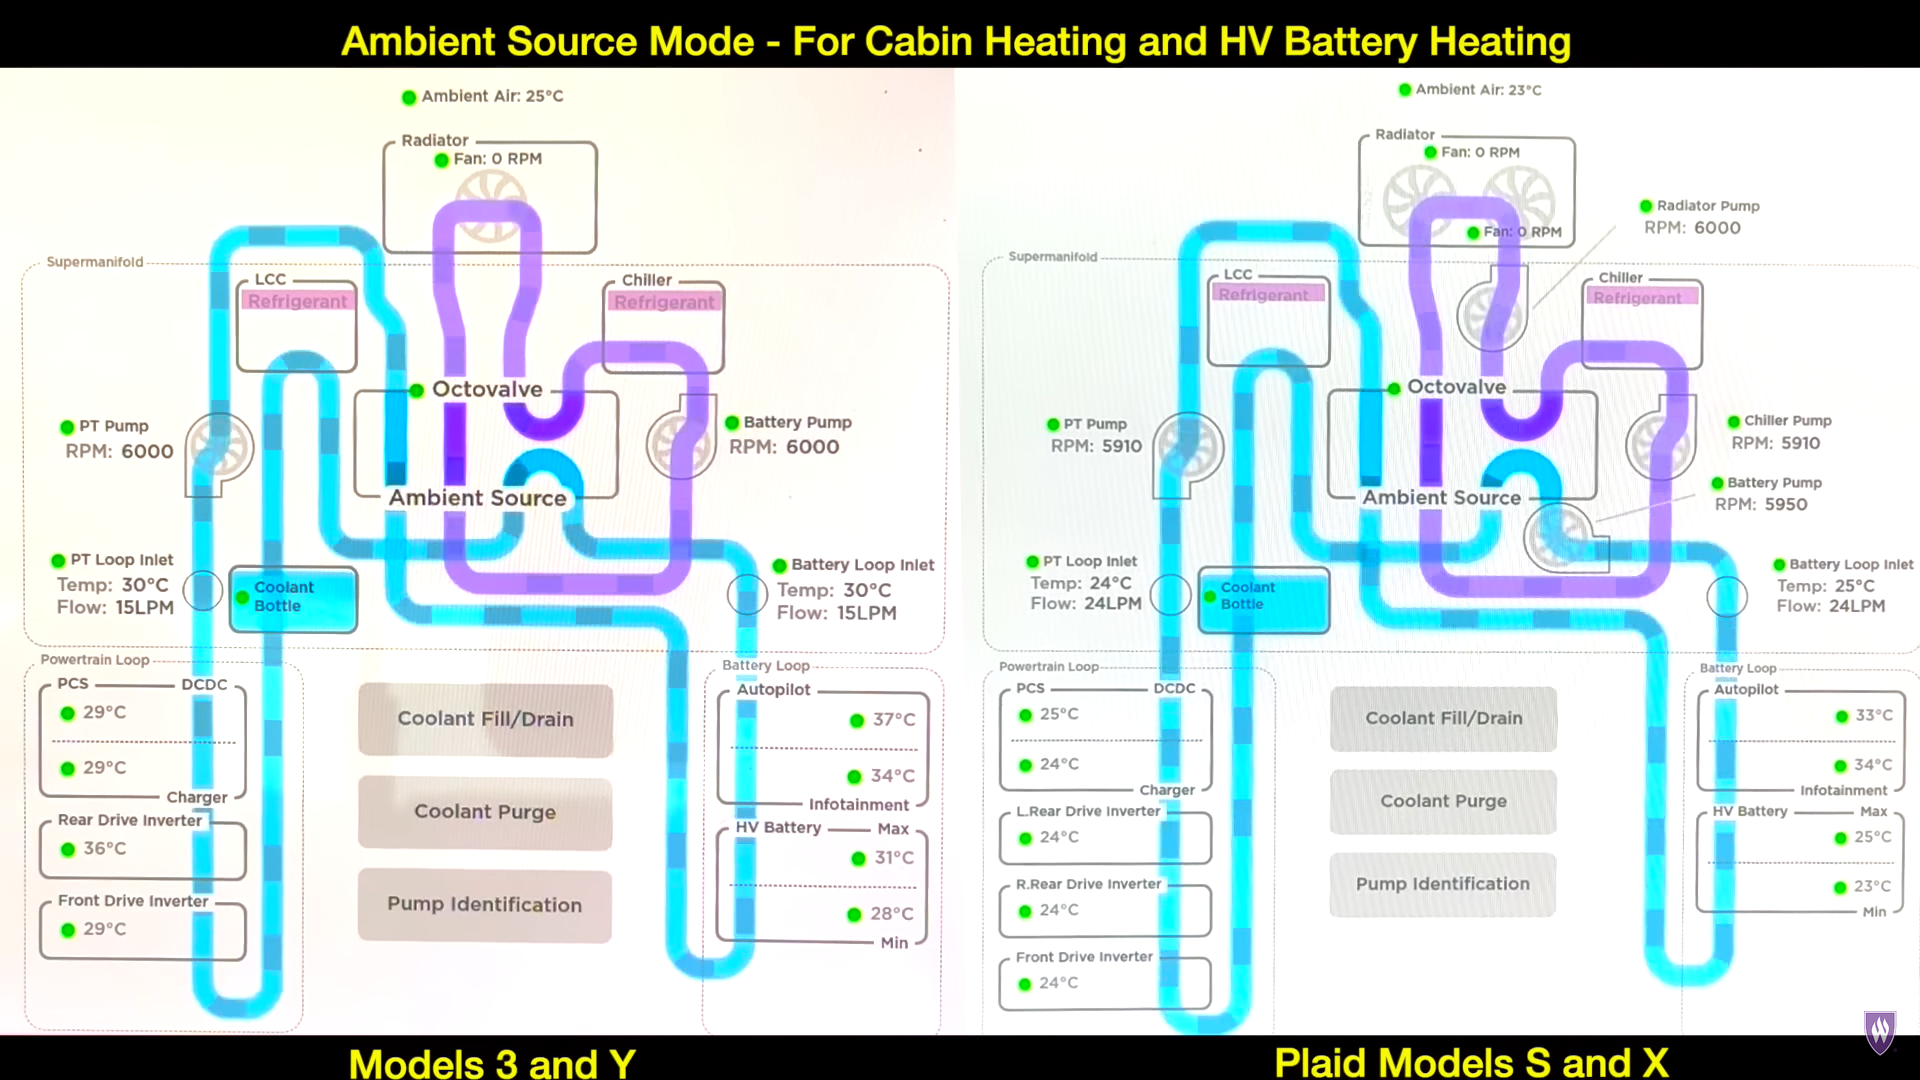 Ambient Source Mode - For Cabin Heating and HV Battery Heating
Ambient Air: 25°C
Radiator
Fan: 0 RPM
Supermanifold
LCC
Refrigerant
Chiller
Refrigerant
Octovalve
PT Pump
RPM: 6000
Battery Pump
RPM: 6000
Ambient Source
PT Loop Inlet
Temp: 30°C
Flow: 15LPM
Coolant
Bottle
Battery Loop Inlet
Temp: 30°C
Flow: 15LPM
Powertrain Loop
PCS
DCDC
29°C
29°C
Charger
Rear Drive Inverter
36°C
Front Drive Inverter
29°C
Coolant Fill/Drain
Coolant Purge
Pump Identification
Battery Loop
Autopilot
37°C
34°C
Infotainment
HV Battery
Max
31°C
28°C
Min
Models 3 and Y
Ambient Air: 23°C
Radiator
Fan: 0 RPM
Fan: 0 RPM
Radiator Pump
RPM: 6000
Supermanifold
LCC
Refrigerant
Chiller
Refrigerant
Octovalve
PT Pump
RPM: 5910
Chiller Pump
RPM: 5910
Battery Pump
RPM: 5950
Ambient Source
PT Loop Inlet
Temp: 24°C
Flow: 24LPM
Coolant
Bottle
Battery Loop Inlet
Temp: 25°C
Flow: 24LPM
Powertrain Loop
PCS
DCDC
25°C
24°C
Charger
L.Rear Drive Inverter
24°C
R.Rear Drive Inverter
24°C
Front Drive Inverter
24°C
Coolant Fill/Drain
Coolant Purge
Pump Identification
Battery Loop
Autopilot
33°C
34°C
Infotainment
HV Battery
Max
25°C
23°C
Min
Plaid Models S and X
W